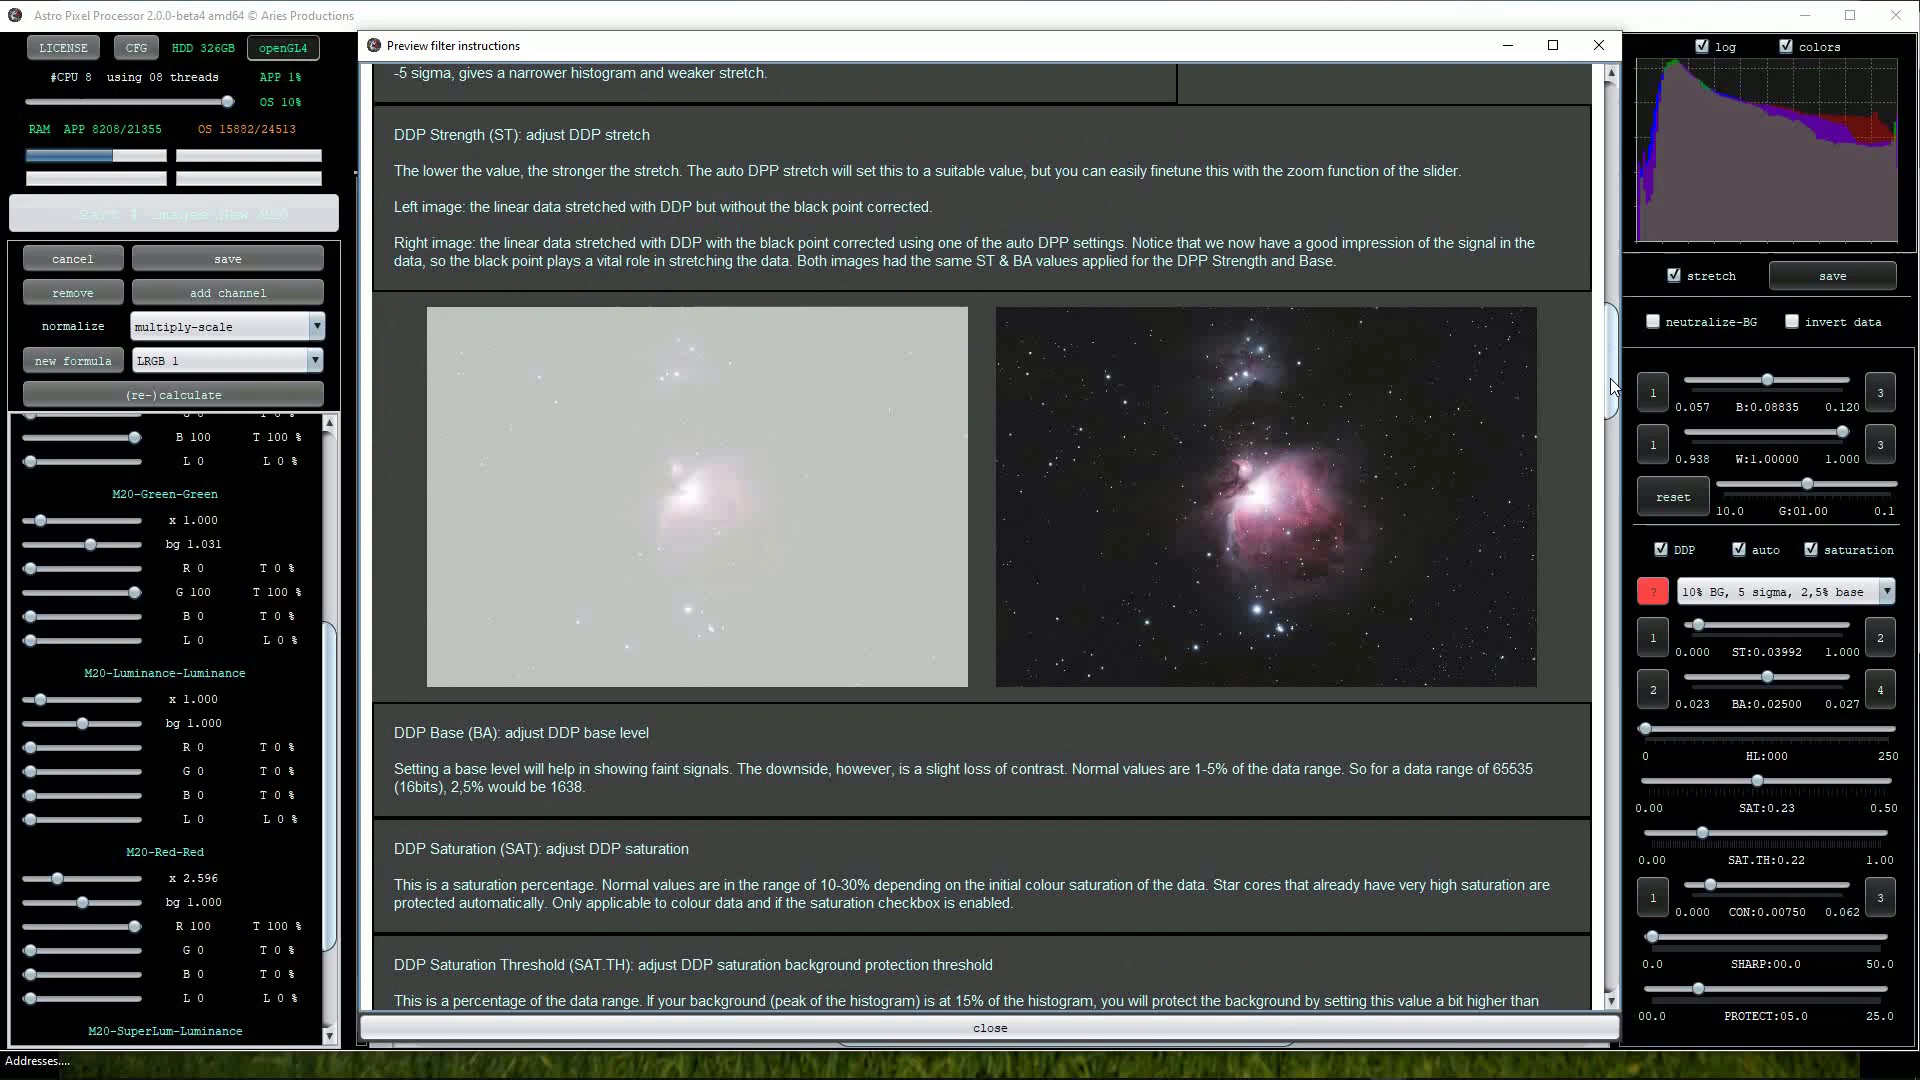 Astro Pixel Processor 2.0.0-beta4 amd64 © Aries Productions
LICENSE CFG HDD 326GB openGL4
#CPU 8 using 08 threads APP 1%
OS 10%
RAM APP 8208/21355 OS 15882/24513
cancel save
remove add channel
normalize multiply-scale
new formula LRGB 1
(re-)calculate
B 100 T 100 %
L 0 L 0 %
M20-Green-Green
x 1.000
bg 1.031
R 0 T 0 %
G 100 T 100 %
B 0 T 0 %
L 0 L 0 %
M20-Luminance-Luminance
x 1.000
bg 1.000
R 0 T 0 %
G 0 T 0 %
B 0 T 0 %
L 0 L 0 %
M20-Red-Red
x 2.596
bg 1.000
R 100 T 100 %
G 0 T 0 %
B 0 T 0 %
L 0 L 0 %
M20-SuperLum-Luminance
Addresses....
Preview filter instructions
-5 sigma, gives a narrower histogram and weaker stretch.
DDP Strength (ST): adjust DDP stretch
The lower the value, the stronger the stretch. The auto DPP stretch will set this to a suitable value, but you can easily finetune this with the zoom function of the slider.
Left image: the linear data stretched with DDP but without the black point corrected.
Right image: the linear data stretched with DDP with the black point corrected using one of the auto DPP settings. Notice that we now have a good impression of the signal in the
data, so the black point plays a vital role in stretching the data. Both images had the same ST & BA values applied for the DPP Strength and Base.
DDP Base (BA): adjust DDP base level
Setting a base level will help in showing faint signals. The downside, however, is a slight loss of contrast. Normal values are 1-5% of the data range. So for a data range of 65535
(16bits), 2,5% would be 1638.
DDP Saturation (SAT): adjust DDP saturation
This is a saturation percentage. Normal values are in the range of 10-30% depending on the initial colour saturation of the data. Star cores that already have very high saturation are
protected automatically. Only applicable to colour data and if the saturation checkbox is enabled.
DDP Saturation Threshold (SAT.TH): adjust DDP saturation background protection threshold
This is a percentage of the data range. If your background (peak of the histogram) is at 15% of the histogram, you will protect the background by setting this value a bit higher than
close
log colors
stretch save
neutralize-BG invert data
1 3
0.057 B:0.08835 0.120
1 3
0.938 W:1.00000 1.000
reset
10.0 G:01.00 0.1
DDP auto saturation
? 10% BG, 5 sigma, 2,5% base
1 2
0.000 ST:0.03992 1.000
2 4
0.023 BA:0.02500 0.027
0 HL:000 250
0.00 SAT:0.23 0.50
0.00 SAT.TH:0.22 1.00
1 3
0.000 CON:0.00750 0.062
0.0 SHARP:00.0 50.0
00.0 PROTECT:05.0 25.0